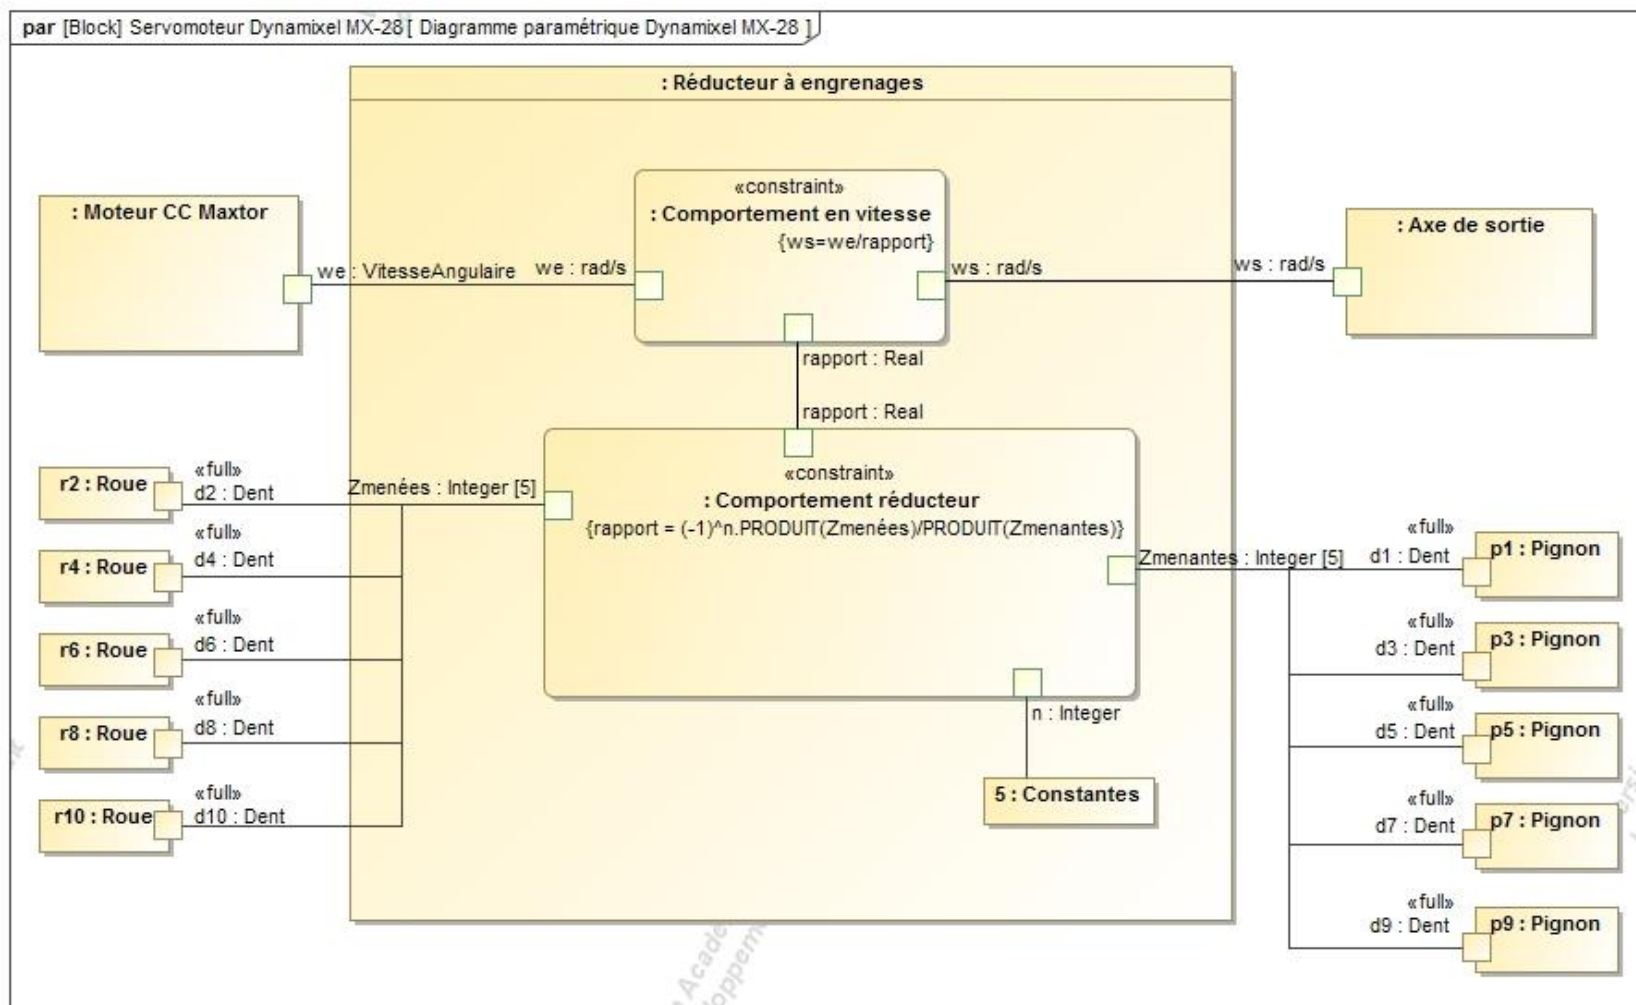 par [Block] Servomoteur Dynamixel MX-28[ Diagramme paramétrique Dynamixel MX-28 ]
: Réducteur à engrenages
«constraint»
: Comportement en vitesse
{ws=we/rapport}
: Moteur CC Maxtor
: Axe de sortie
we : VitesseAngulaire
we : rad/s
ws : rad/s
ws : rad/s
rapport : Real
rapport : Real
«constraint»
: Comportement réducteur
{rapport = (-1)^n.PRODUIT(Zmenées)/PRODUIT(Zmenantes)}
Zmenées : Integer [5]
Zmenantes : Integer [5]
n : Integer
5 : Constantes
r2 : Roue
«full»
d2 : Dent
r4 : Roue
«full»
d4 : Dent
r6 : Roue
«full»
d6 : Dent
r8 : Roue
«full»
d8 : Dent
r10 : Roue
«full»
d10 : Dent
«full»
d1 : Dent
p1 : Pignon
«full»
d3 : Dent
p3 : Pignon
«full»
d5 : Dent
p5 : Pignon
«full»
d7 : Dent
p7 : Pignon
«full»
d9 : Dent
p9 : Pignon